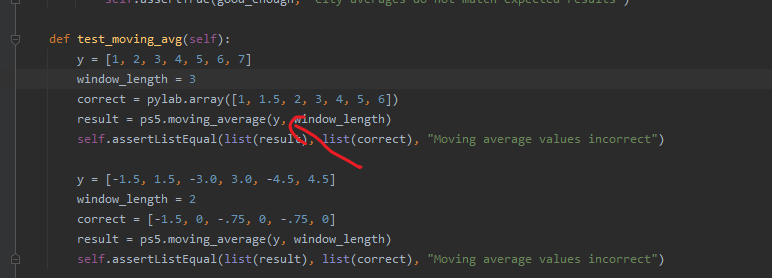 self.assertTrue(good_enough, "City averages do not match expected results")
def test_moving_avg(self):
y = [1, 2, 3, 4, 5, 6, 7]
window_length = 3
correct = pylab.array([1, 1.5, 2, 3, 4, 5, 6])
result = ps5.moving_average(y, window_length)
self.assertListEqual(list(result), list(correct), "Moving average values incorrect")
y = [-1.5, 1.5, -3.0, 3.0, -4.5, 4.5]
window_length = 2
correct = [-1.5, 0, -.75, 0, -.75, 0]
result = ps5.moving_average(y, window_length)
self.assertListEqual(list(result), list(correct), "Moving average values incorrect")